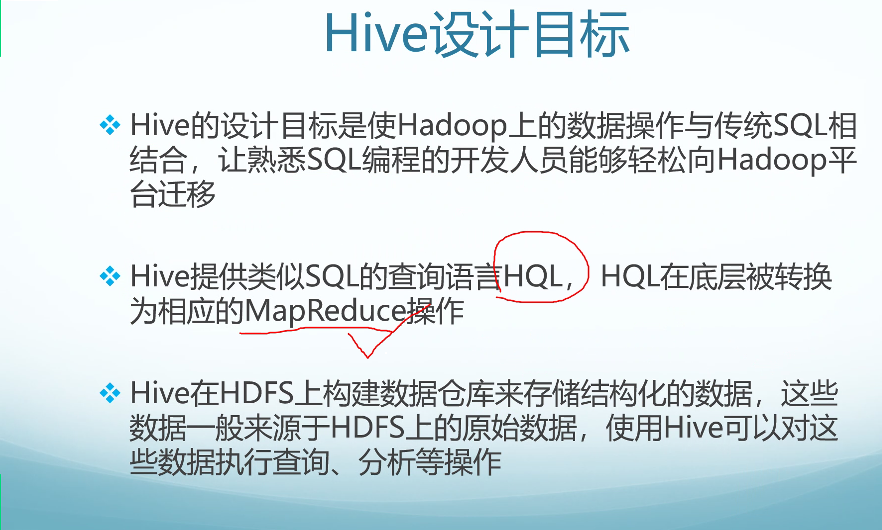 Hive设计目标
Hive的设计目标是使Hadoop上的数据操作与传统SQL相
结合，让熟悉SQL编程的开发人员能够轻松向Hadoop平
台迁移
Hive提供类似SQL的查询语言HQL， HQL在底层被转换
为相应的MapReduce操作
Hive在HDFS上构建数据仓库来存储结构化的数据，这些
数据一般来源于HDFS上的原始数据，使用Hive可以对这
些数据执行查询、分析等操作